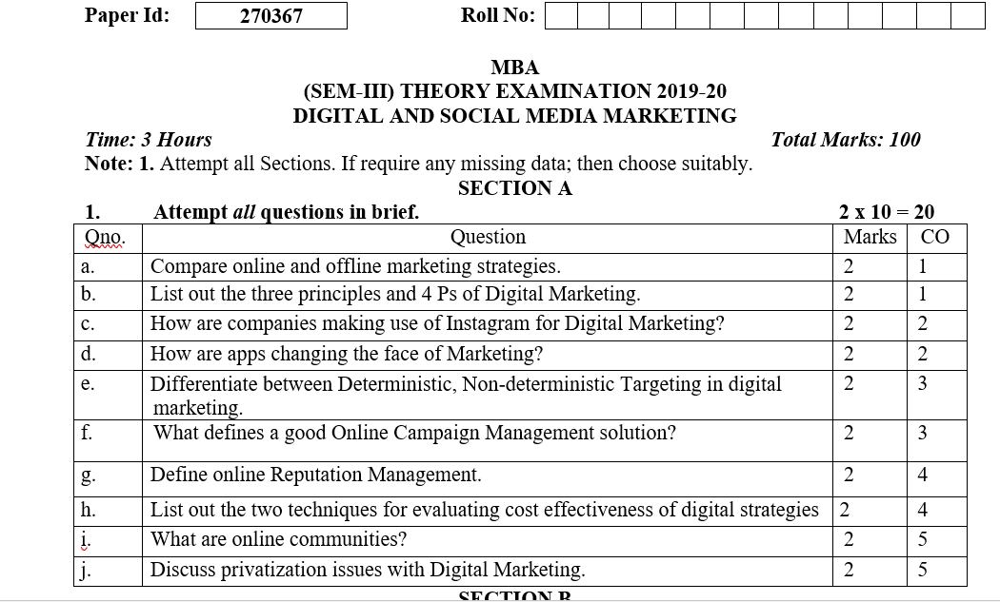 Paper Id: 270367 Roll No:
MBA
(SEM-III) THEORY EXAMINATION 2019-20
DIGITAL AND SOCIAL MEDIA MARKETING
Time: 3 Hours Total Marks: 100
Note: 1. Attempt all Sections. If require any missing data; then choose suitably.
SECTION A
1. Attempt all questions in brief. 2 x 10 = 20
Qno. Question Marks CO
a. Compare online and offline marketing strategies. 2 1
b. List out the three principles and 4 Ps of Digital Marketing. 2 1
c. How are companies making use of Instagram for Digital Marketing? 2 2
d. How are apps changing the face of Marketing? 2 2
e. Differentiate between Deterministic, Non-deterministic Targeting in digital 2 3
marketing.
f. What defines a good Online Campaign Management solution? 2 3
g. Define online Reputation Management. 2 4
h. List out the two techniques for evaluating cost effectiveness of digital strategies 2 4
i. What are online communities? 2 5
j. Discuss privatization issues with Digital Marketing. 2 5
SECTION B